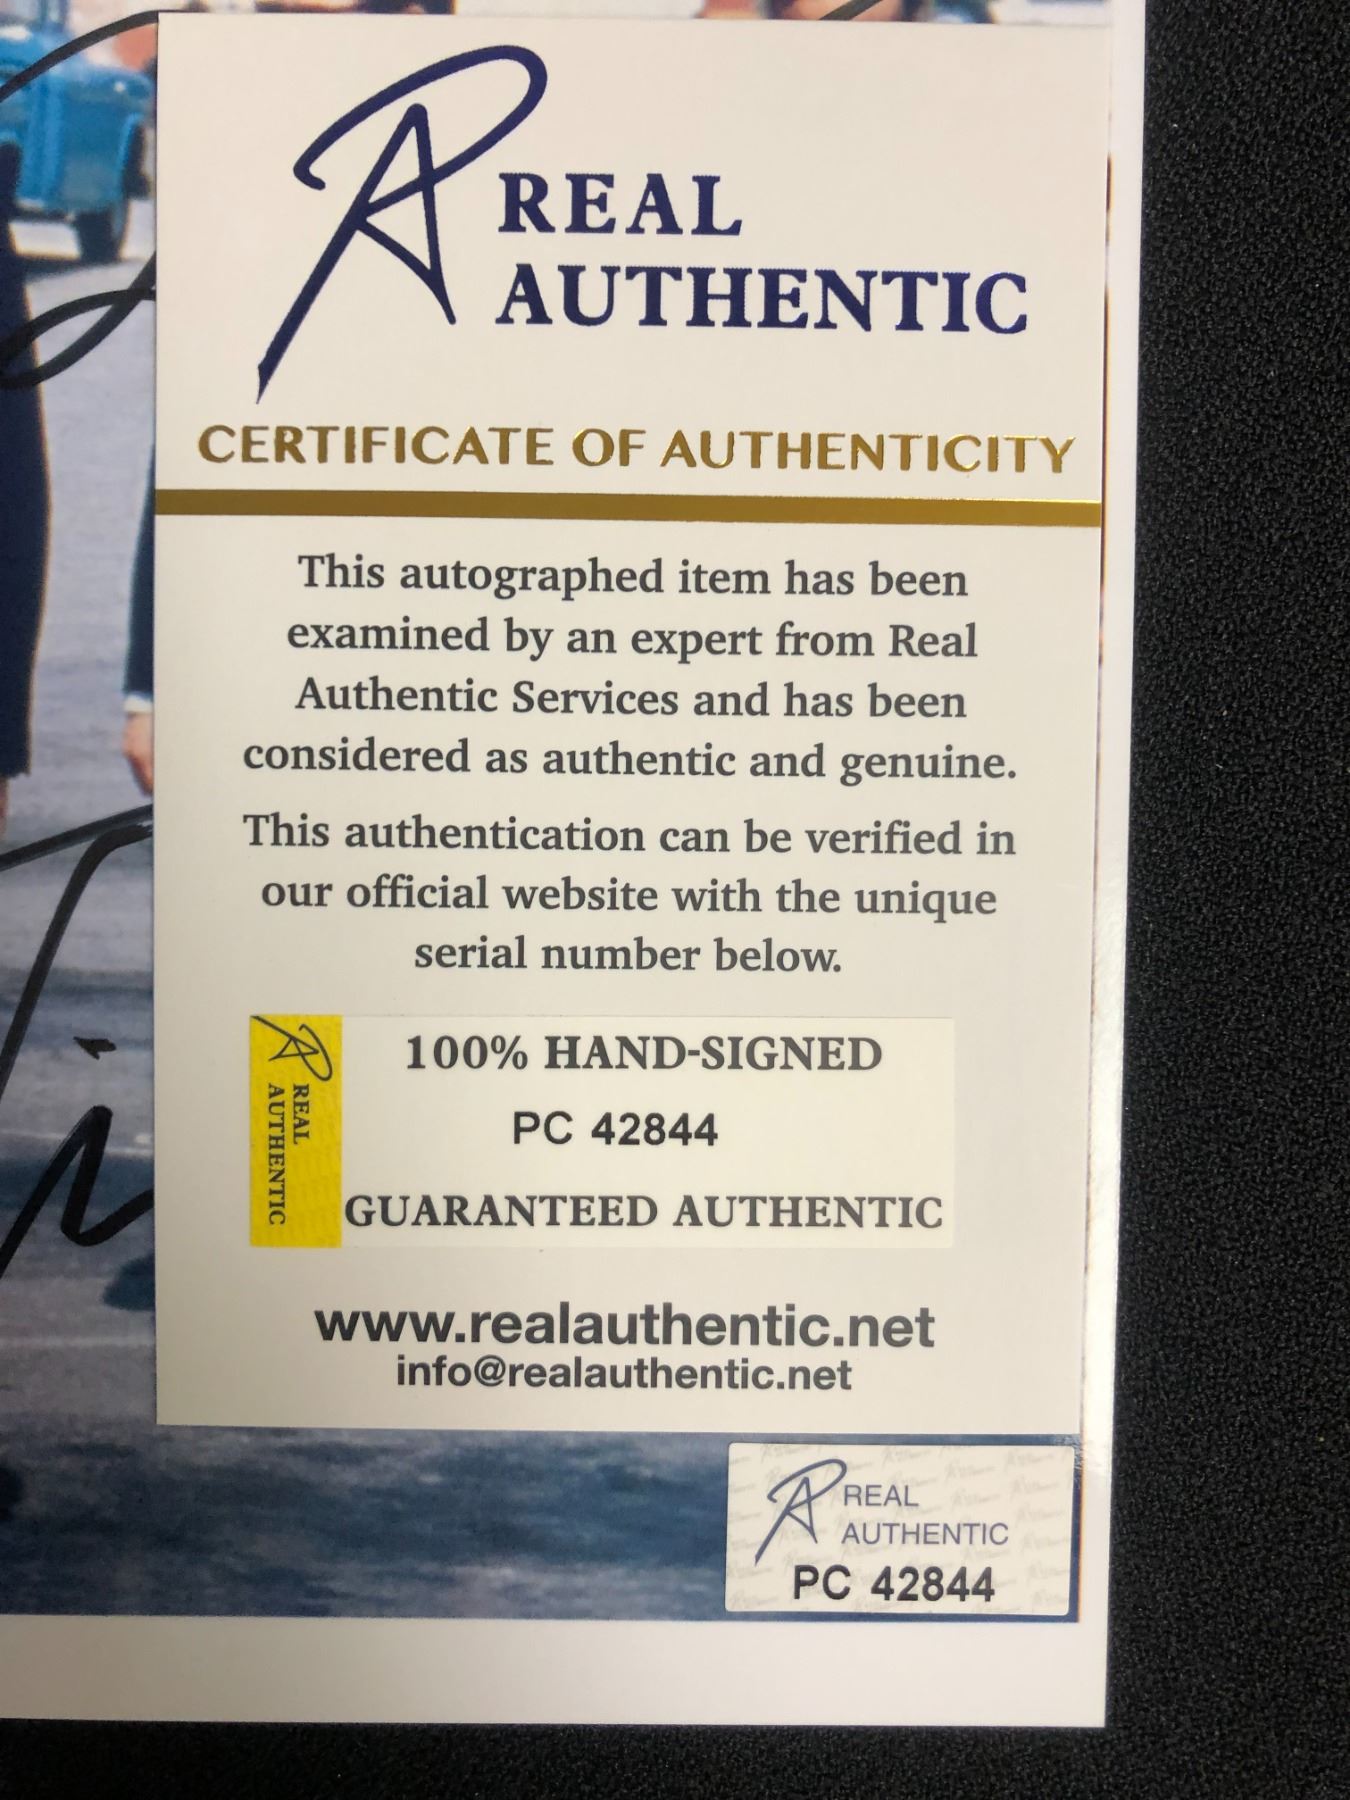 REAL
AUTHENTIC
CERTIFICATE OF AUTHENTICITY
This autographed item has been
examined by an expert from Real
Authentic Services and has been
considered as authentic and genuine.
This authentication can be verified in
our official website with the unique
serial number below.
REAL
AUTHENTIC
100% HAND-SIGNED
PC 42844
GUARANTEED AUTHENTIC
www.realauthentic.net
info@realauthentic.net
REAL
AUTHENTIC
PC 42844